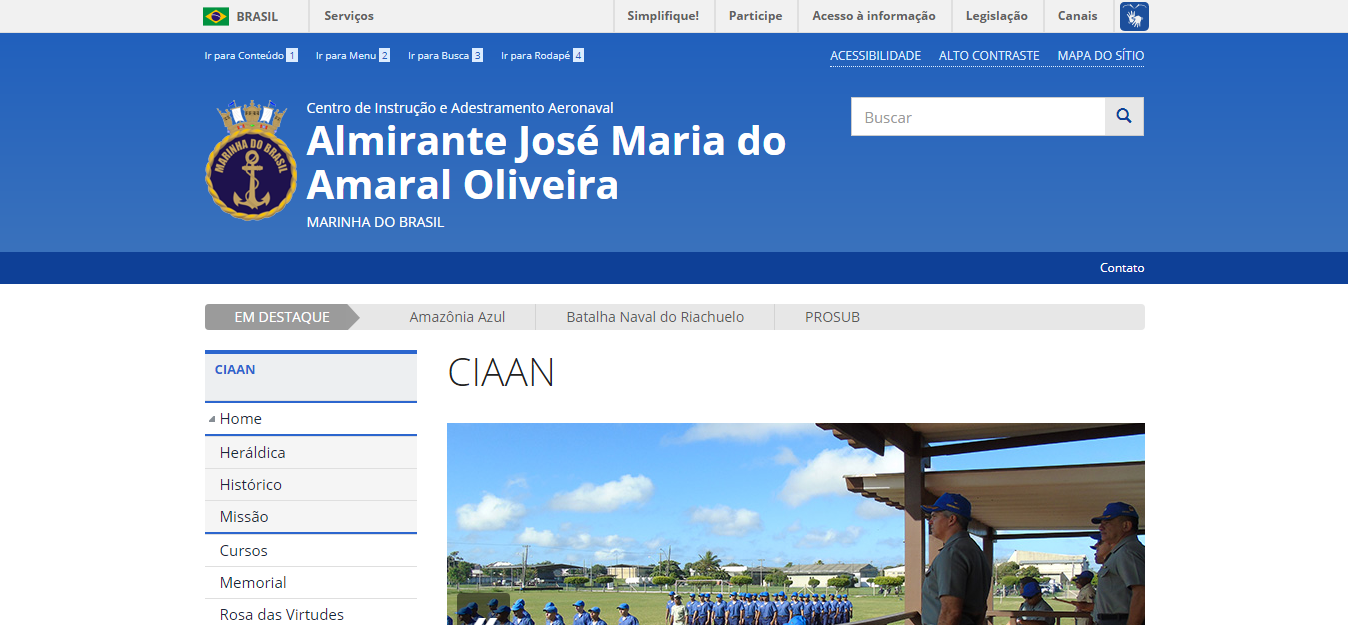 BRASIL
Serviços
Simplifique!
Participe
Acesso à informação
Legislação
Canais
Ir para Conteúdo 1
Ir para Menu 2
Ir para Busca 3
Ir para Rodapé 4
ACESSIBILIDADE
ALTO CONTRASTE
MAPA DO SÍTIO
MARINHA DO BRASIL
Centro de Instrução e Adestramento Aeronaval
Almirante José Maria do
Amaral Oliveira
MARINHA DO BRASIL
Buscar
Contato
EM DESTAQUE
Amazônia Azul
Batalha Naval do Riachuelo
PROSUB
CIAAN
Home
Heráldica
Histórico
Missão
Cursos
Memorial
Rosa das Virtudes
CIAAN